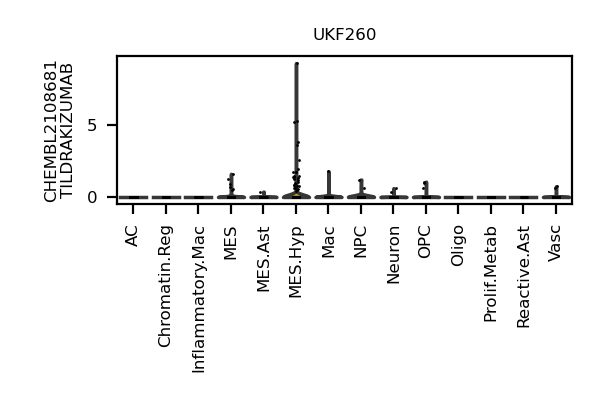 UKF260
CHEMBL2108681
TILDRAKIZUMAB
5
0
AC
Chromatin.Reg
Inflammatory.Mac
MES
MES.Ast
MES.Hyp
Mac
NPC
Neuron
OPC
Oligo
Prolif.Metab
Reactive.Ast
Vasc